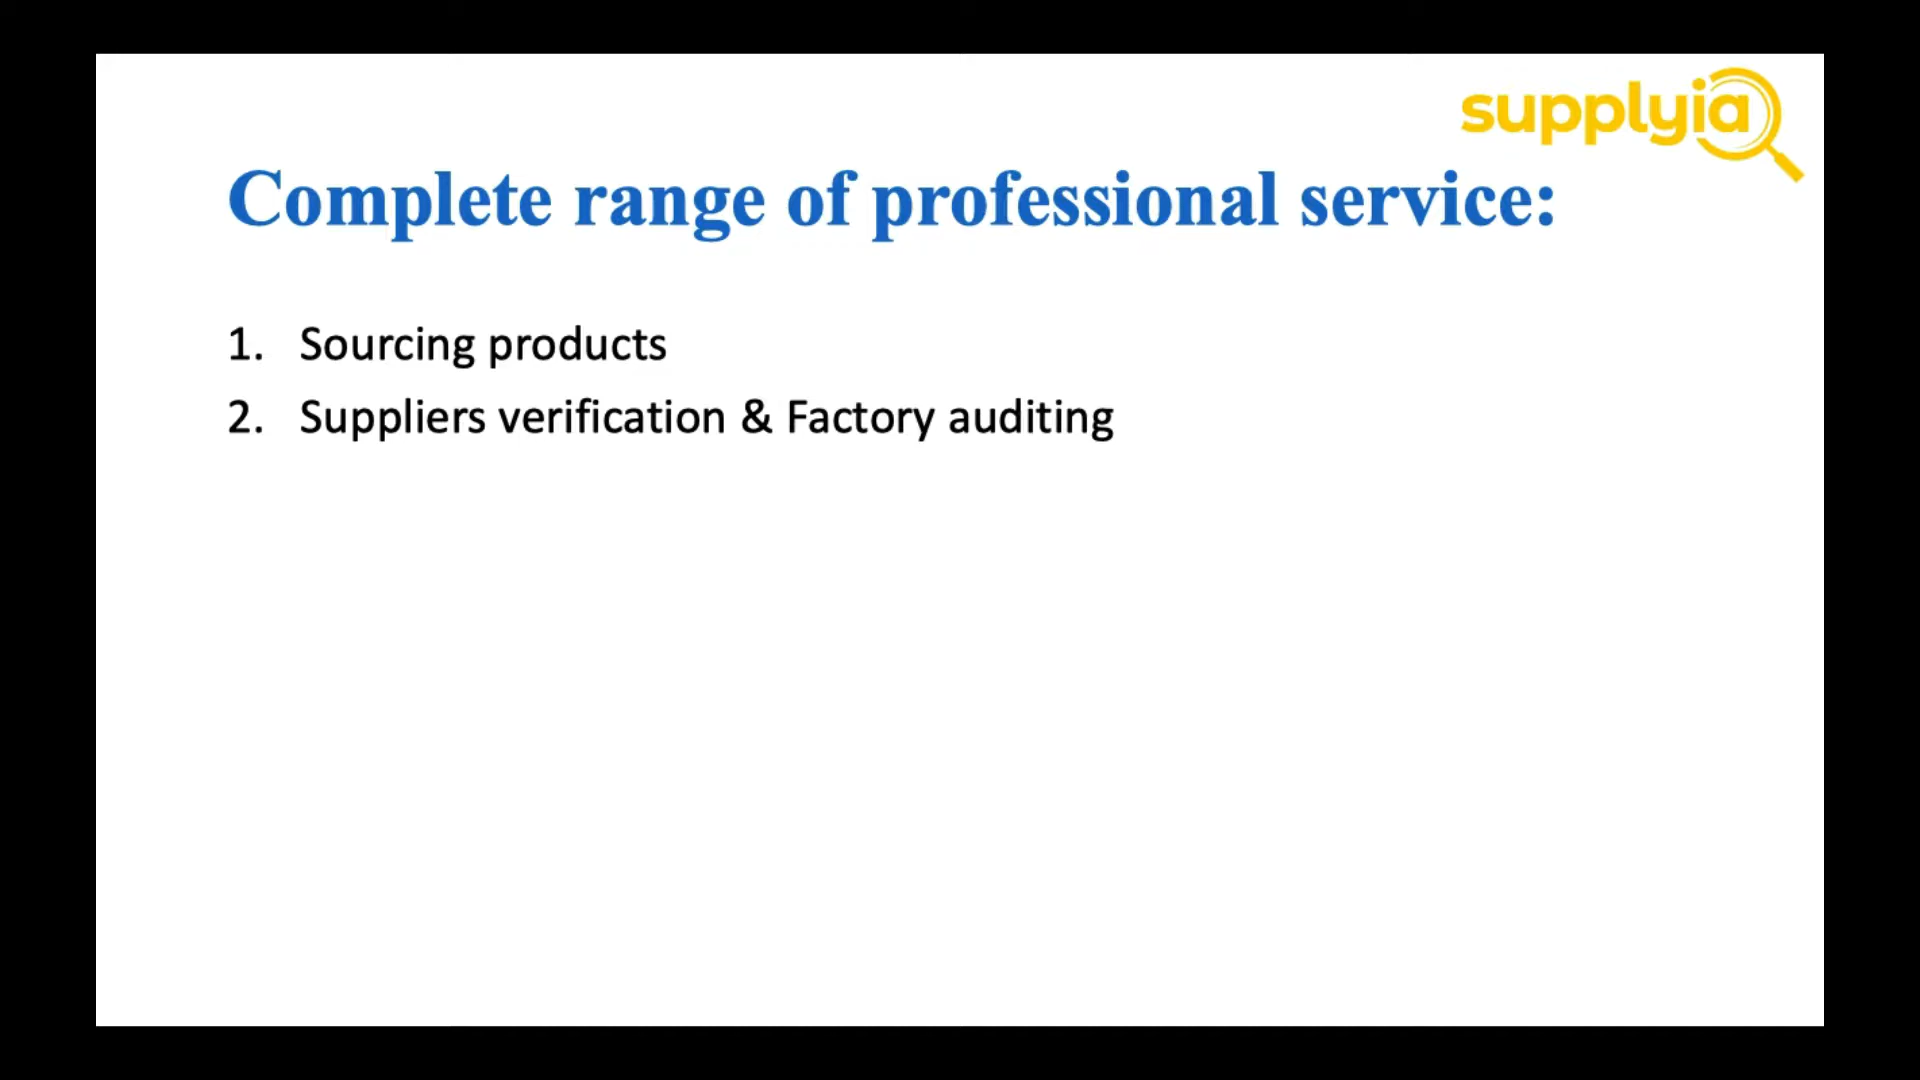 supplyia
Complete range of professional service:
1. Sourcing products
2. Suppliers verification & Factory auditing